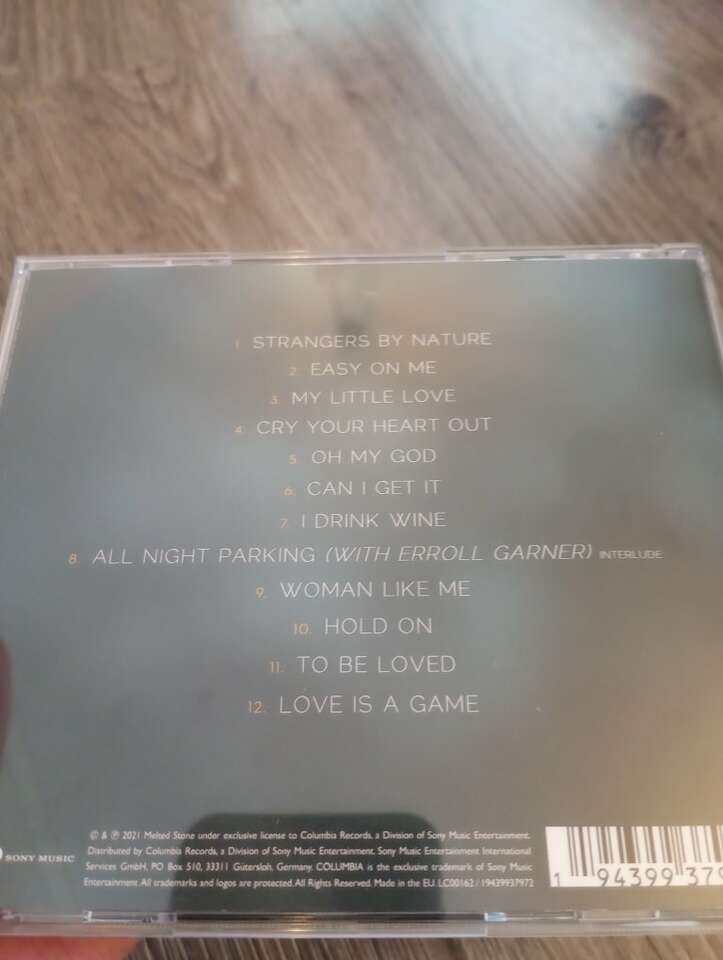 1. STRANGERS BY NATURE
2. EASY ON ME
3. MY LITTLE LOVE
4. CRY YOUR HEART OUT
5. OH MY GOD
6. CAN I GET IT
7. I DRINK WINE
8. ALL NIGHT PARKING (WITH ERROLL GARNER) INTERLUDE
9. WOMAN LIKE ME
10. HOLD ON
11. TO BE LOVED
12. LOVE IS A GAME
SONY MUSIC
© & ℗ 2021 Melted Stone under exclusive license to Columbia Records, a Division of Sony Music Entertainment.
Distributed by Columbia Records, a Division of Sony Music Entertainment. Sony Music Entertainment International
Services GmbH, PO Box 510, 33311 Gütersloh, Germany. COLUMBIA is the exclusive trademark of Sony Music
Entertainment. All trademarks and logos are protected. All Rights Reserved. Made in the EU. LC00162 / 19439937972
1 94399 379